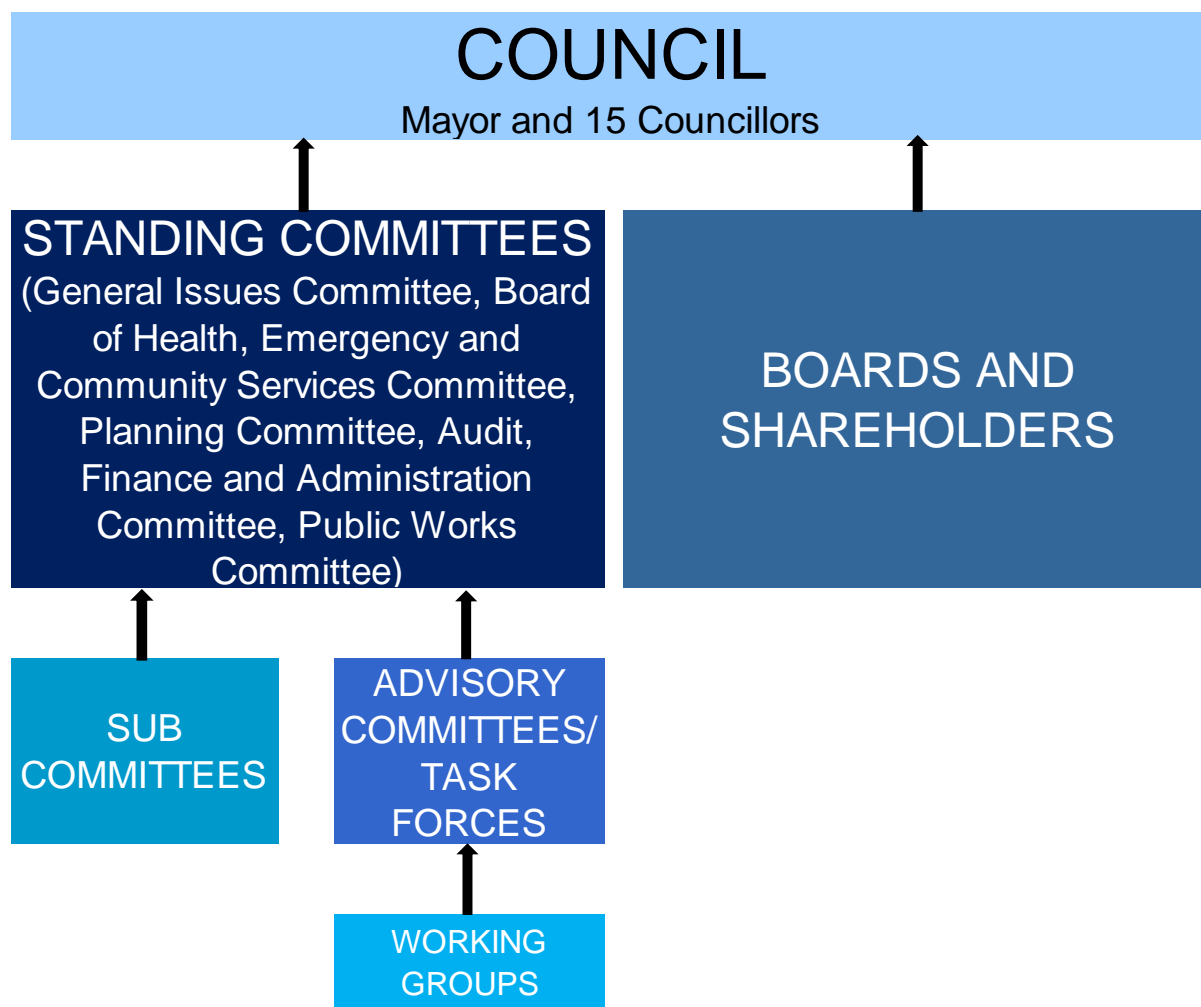 COUNCIL
Mayor and 15 Councillors
STANDING COMMITTEES
(General Issues Committee, Board
of Health, Emergency and
Community Services Committee,
Planning Committee, Audit,
Finance and Administration
Committee, Public Works
Committee)
BOARDS AND
SHAREHOLDERS
SUB
COMMITTEES
ADVISORY
COMMITTEES/
TASK
FORCES
WORKING
GROUPS